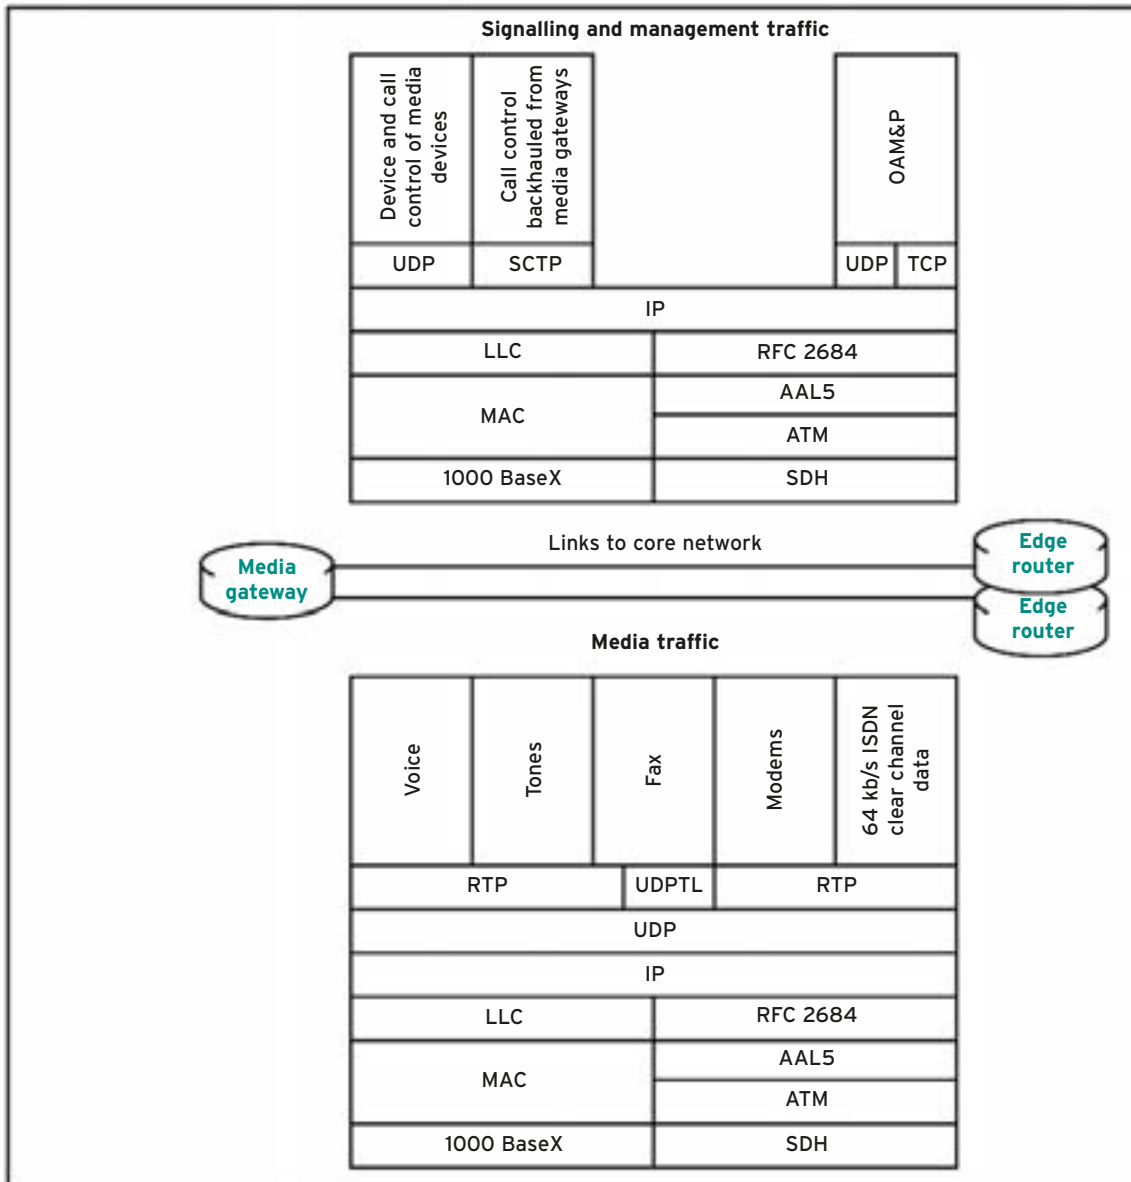 Signalling and management traffic
Device and call
control of media
devices
Call control
backhauled from
media gateways
OAM&P
UDP
SCTP
UDP
TCP
IP
LLC
RFC 2684
MAC
AAL5
ATM
1000 BaseX
SDH
Links to core network
Media
gateway
Edge
router
Edge
router
Media traffic
Voice
Tones
Fax
Modems
64 kb/s ISDN
clear channel
data
RTP
UDPTL
RTP
UDP
IP
LLC
RFC 2684
MAC
AAL5
ATM
1000 BaseX
SDH